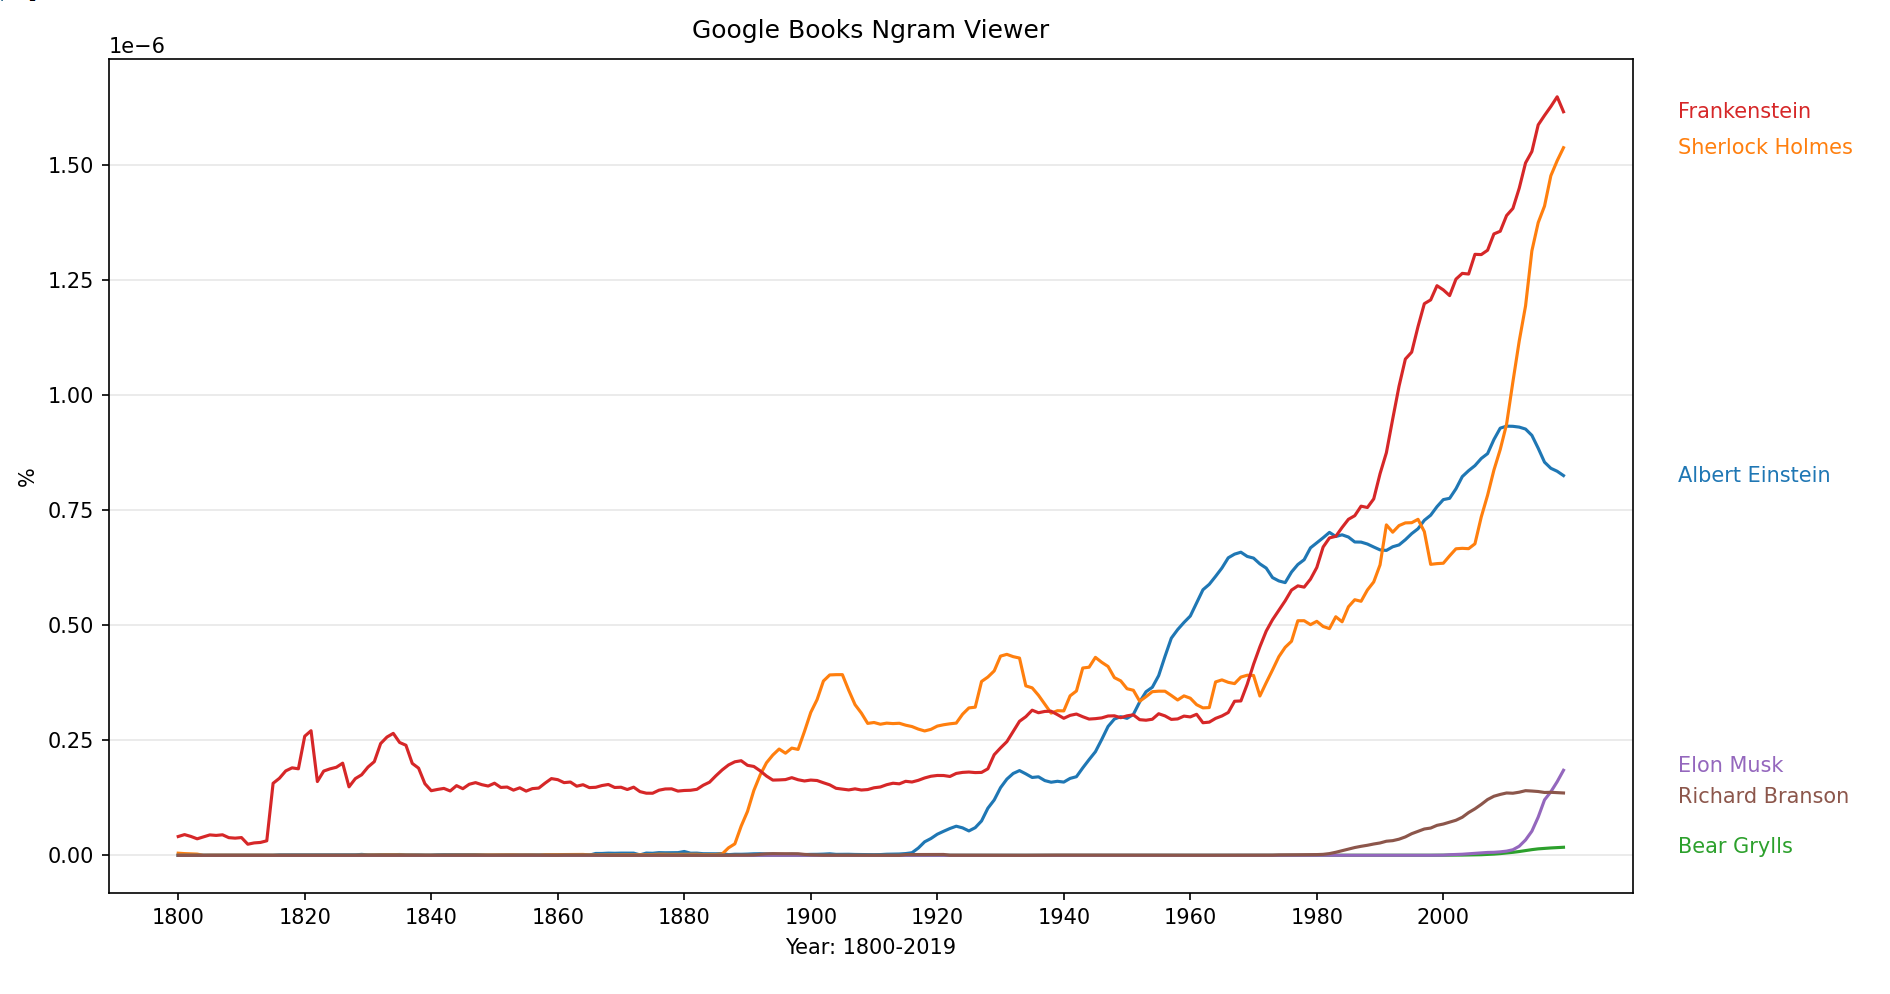 Google Books Ngram Viewer
1e−6
Frankenstein
Sherlock Holmes
1.50
1.25
1.00
0.75
0.50
0.25
0.00
%
Albert Einstein
Elon Musk
Richard Branson
Bear Grylls
1800 1820 1840 1860 1880 1900 1920 1940 1960 1980 2000
Year: 1800-2019